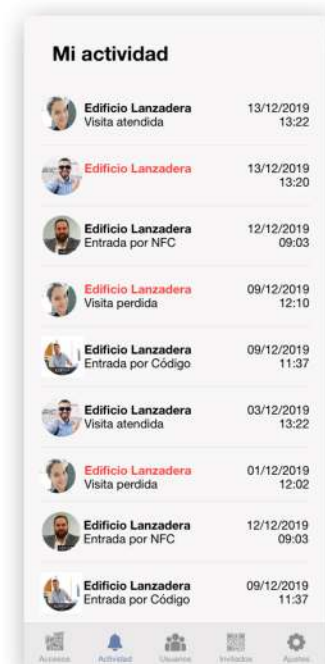 Mi actividad
Edificio Lanzadera 13/12/2019
Visita atendida 13:22
Edificio Lanzadera 13/12/2019
13:20
Edificio Lanzadera 12/12/2019
Entrada por NFC 09:03
Edificio Lanzadera 09/12/2019
Visita perdida 12:10
Edificio Lanzadera 09/12/2019
Entrada por Código 11:37
Edificio Lanzadera 03/12/2019
Visita atendida 13:22
Edificio Lanzadera 01/12/2019
Visita perdida 12:02
Edificio Lanzadera 12/12/2019
Entrada por NFC 09:03
Edificio Lanzadera 09/12/2019
Entrada por Código 11:37
Accesos Actividad Usuarios Invitados Ajustes